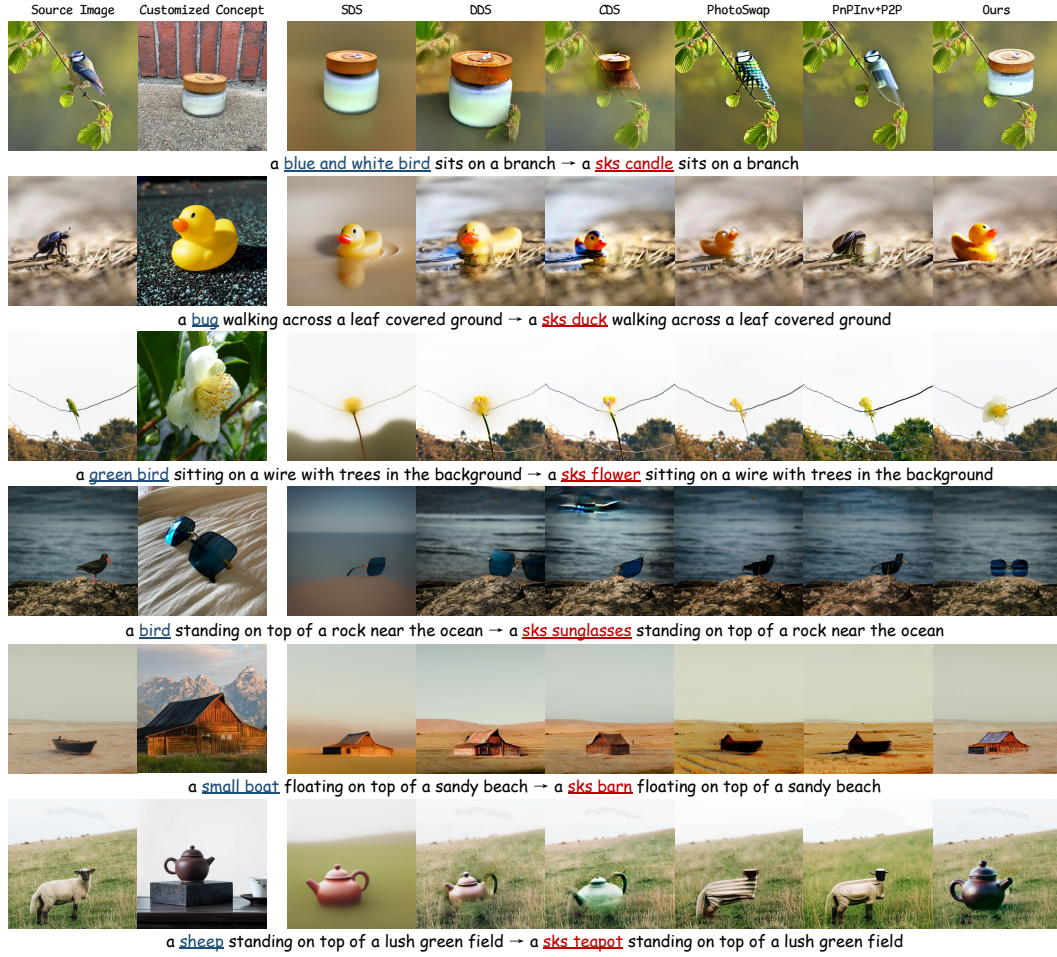 Source Image Customized Concept SDS DDS CDS PhotoSwap PnPInv+P2P Ours
a blue and white bird sits on a branch → a sks candle sits on a branch
a bug walking across a leaf covered ground → a sks duck walking across a leaf covered ground
a green bird sitting on a wire with trees in the background → a sks flower sitting on a wire with trees in the background
a bird standing on top of a rock near the ocean → a sks sunglasses standing on top of a rock near the ocean
a small boat floating on top of a sandy beach → a sks barn floating on top of a sandy beach
a sheep standing on top of a lush green field → a sks teapot standing on top of a lush green field